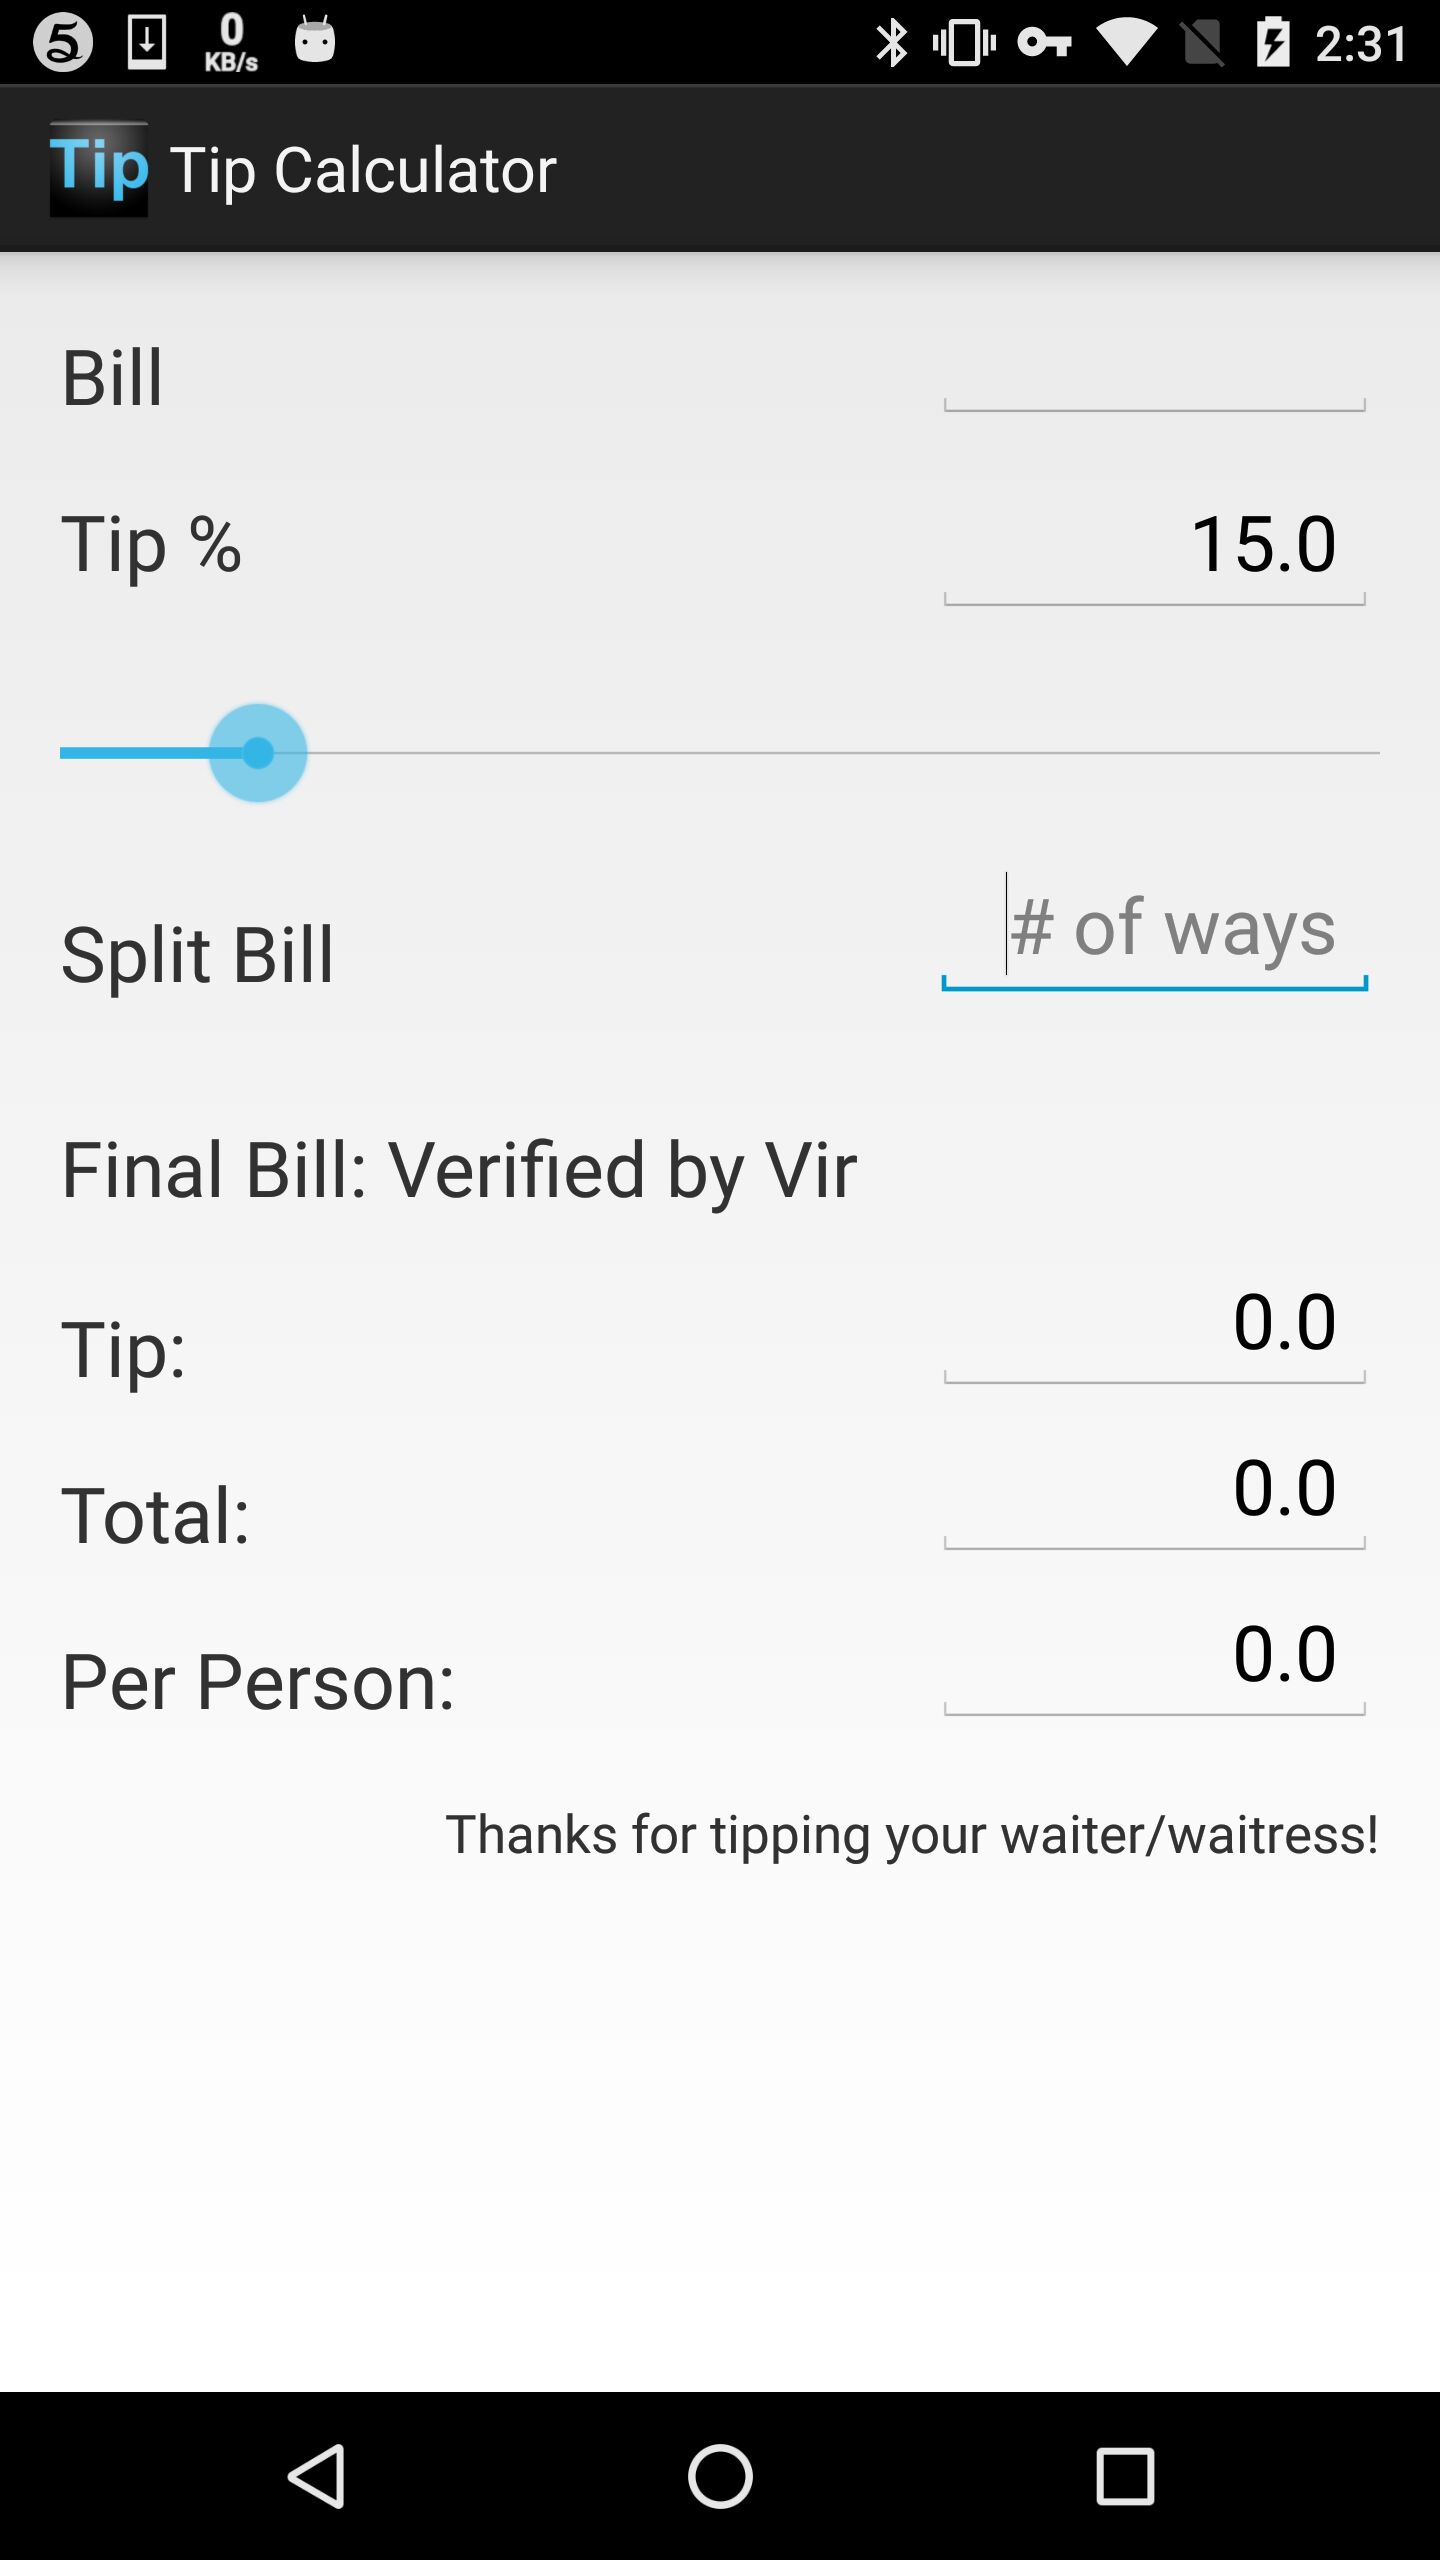 5 0 KB/s 2:31
Tip Tip Calculator
Bill
Tip % 15.0
Split Bill # of ways
Final Bill: Verified by Vir
Tip: 0.0
Total: 0.0
Per Person: 0.0
Thanks for tipping your waiter/waitress!